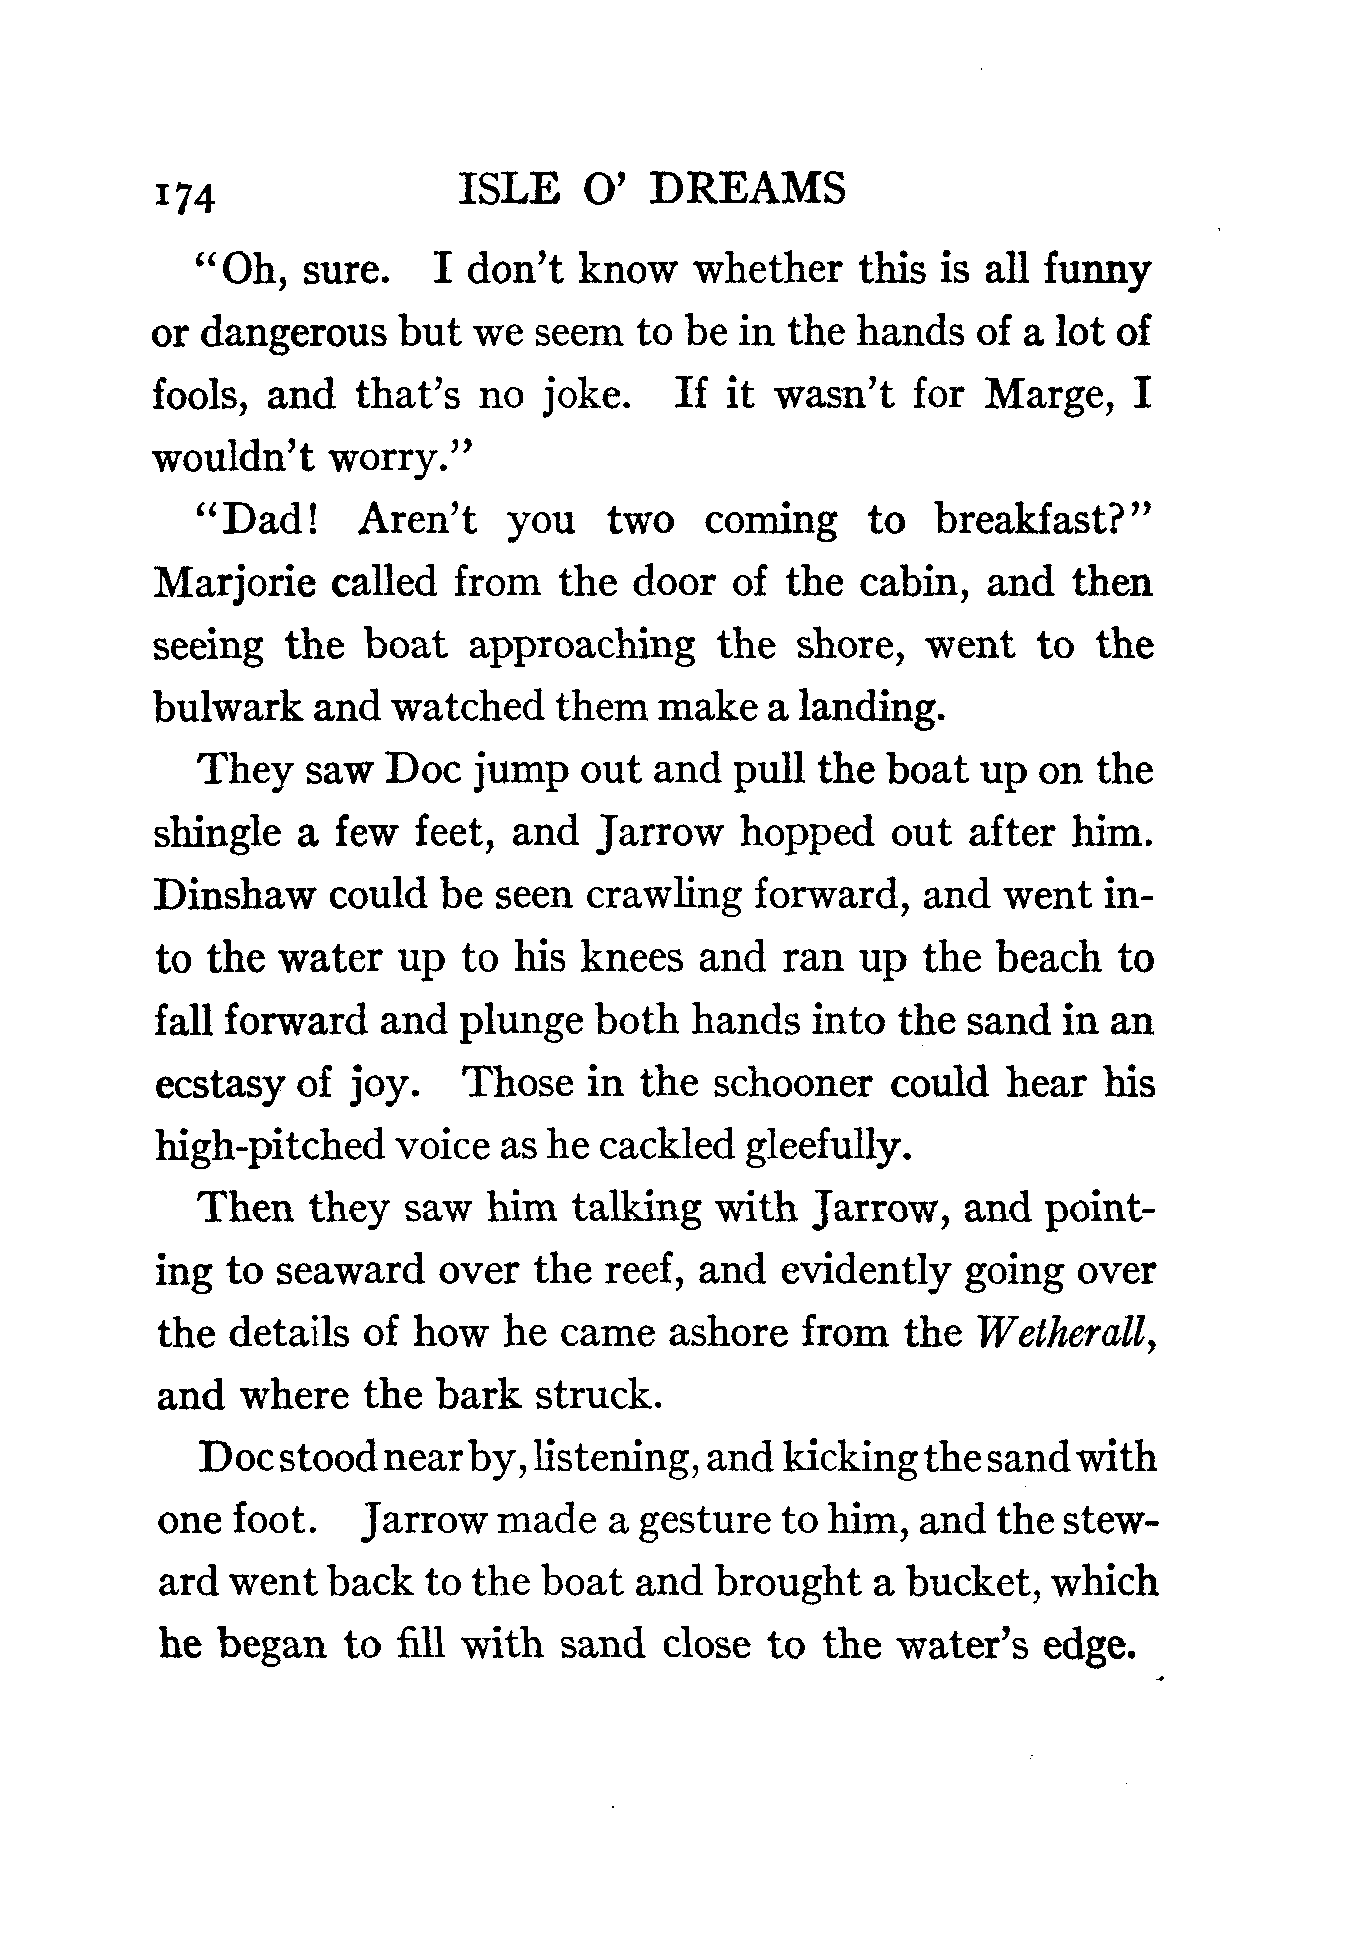 174 ISLE O' DREAMS
"Oh, sure. I don't know whether this is all funny
or dangerous but we seem to be in the hands of a lot of
fools, and that's no joke. If it wasn't for Marge, I
wouldn't worry."
"Dad! Aren't you two coming to breakfast?"
Marjorie called from the door of the cabin, and then
seeing the boat approaching the shore, went to the
bulwark and watched them make a landing.
They saw Doc jump out and pull the boat up on the
shingle a few feet, and Jarrow hopped out after him.
Dinshaw could be seen crawling forward, and went in-
to the water up to his knees and ran up the beach to
fall forward and plunge both hands into the sand in an
ecstasy of joy. Those in the schooner could hear his
high-pitched voice as he cackled gleefully.
Then they saw him talking with Jarrow, and point-
ing to seaward over the reef, and evidently going over
the details of how he came ashore from the Wetherall,
and where the bark struck.
Doc stood near by, listening, and kicking the sand with
one foot. Jarrow made a gesture to him, and the stew-
ard went back to the boat and brought a bucket, which
he began to fill with sand close to the water's edge.